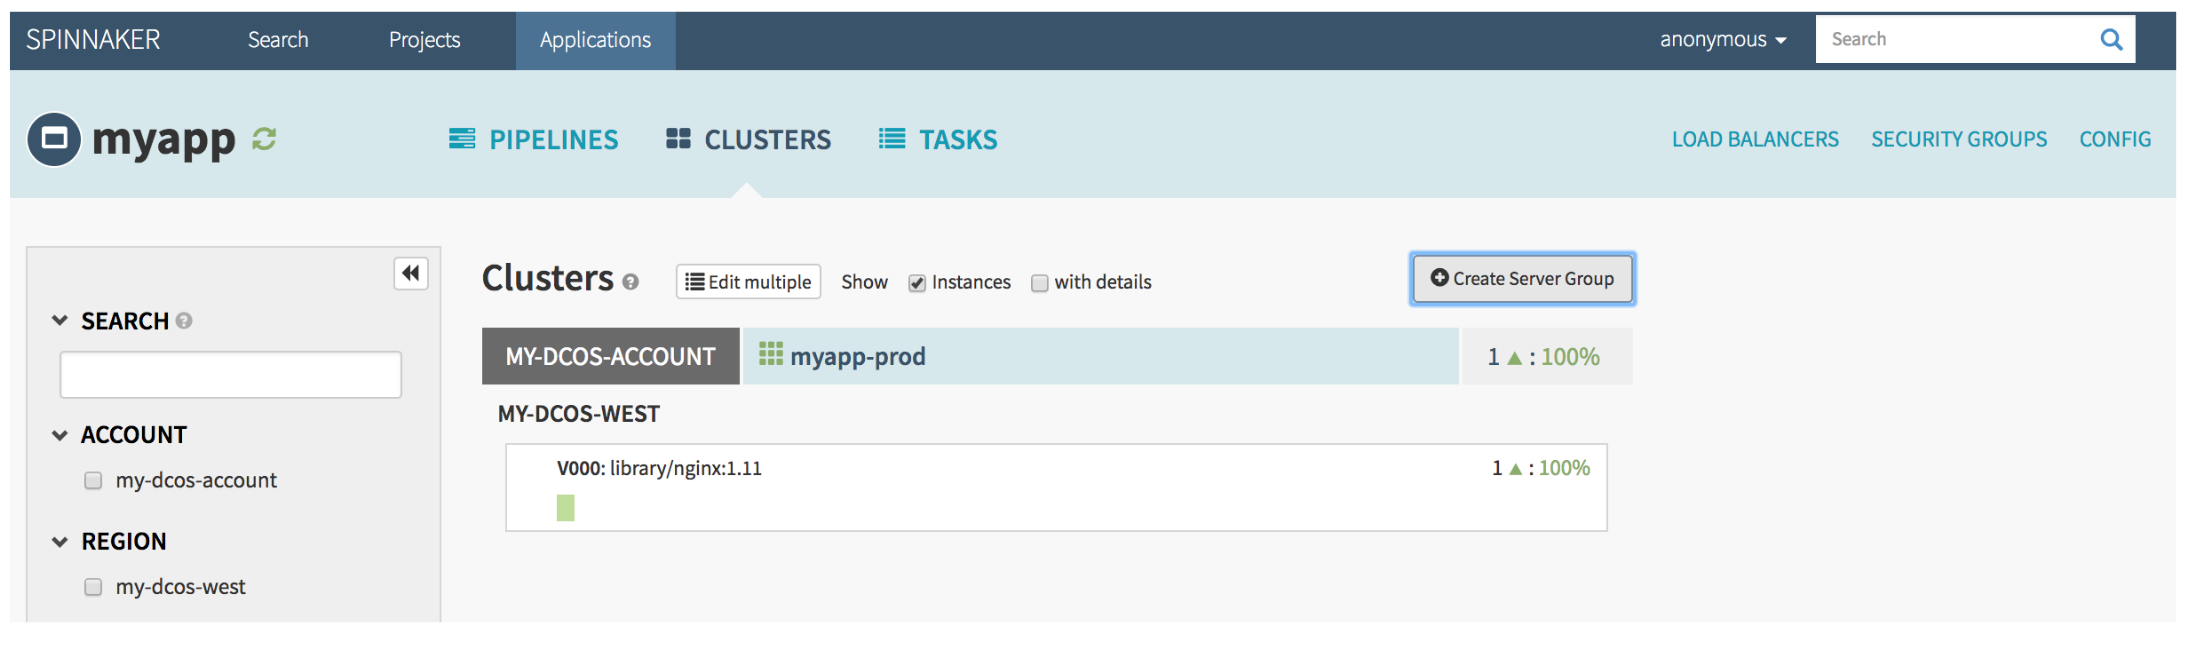 SPINNAKER Search Projects Applications anonymous Search
myapp PIPELINES CLUSTERS TASKS LOAD BALANCERS SECURITY GROUPS CONFIG
Clusters ? Edit multiple Show Instances with details Create Server Group
SEARCH ?
MY-DCOS-ACCOUNT myapp-prod 1 ▲ : 100%
MY-DCOS-WEST
ACCOUNT
V000: library/nginx:1.11 1 ▲ : 100%
my-dcos-account
REGION
my-dcos-west